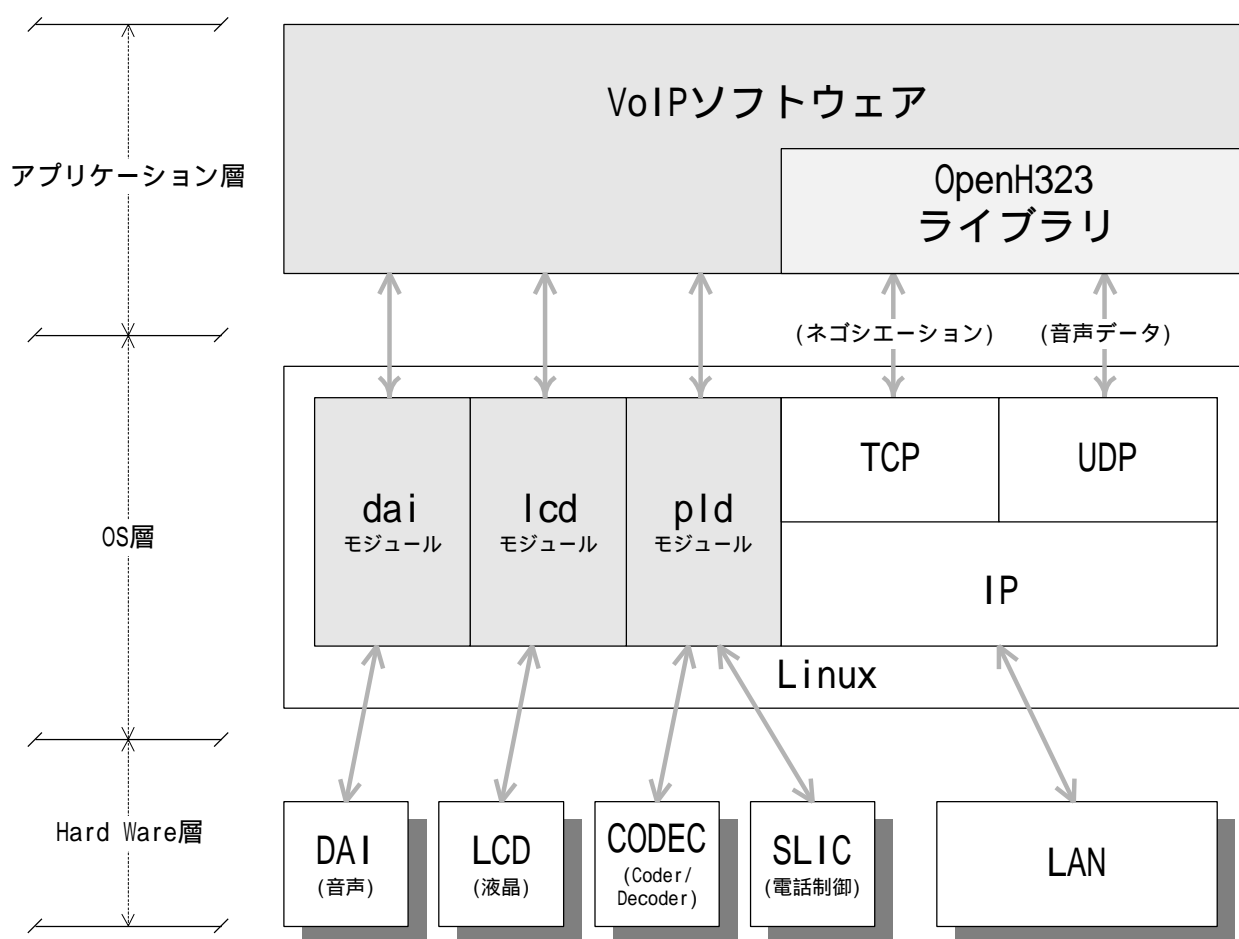 VoIPソフトウェア
アプリケーション層
OpenH323
ライブラリ
(ネゴシエーション)
(音声データ)
TCP
UDP
dai
モジュール
lcd
モジュール
pld
モジュール
OS層
IP
Linux
Hard Ware層
DAI
(音声)
LCD
(液晶)
CODEC
(Coder/
Decoder)
SLIC
(電話制御)
LAN